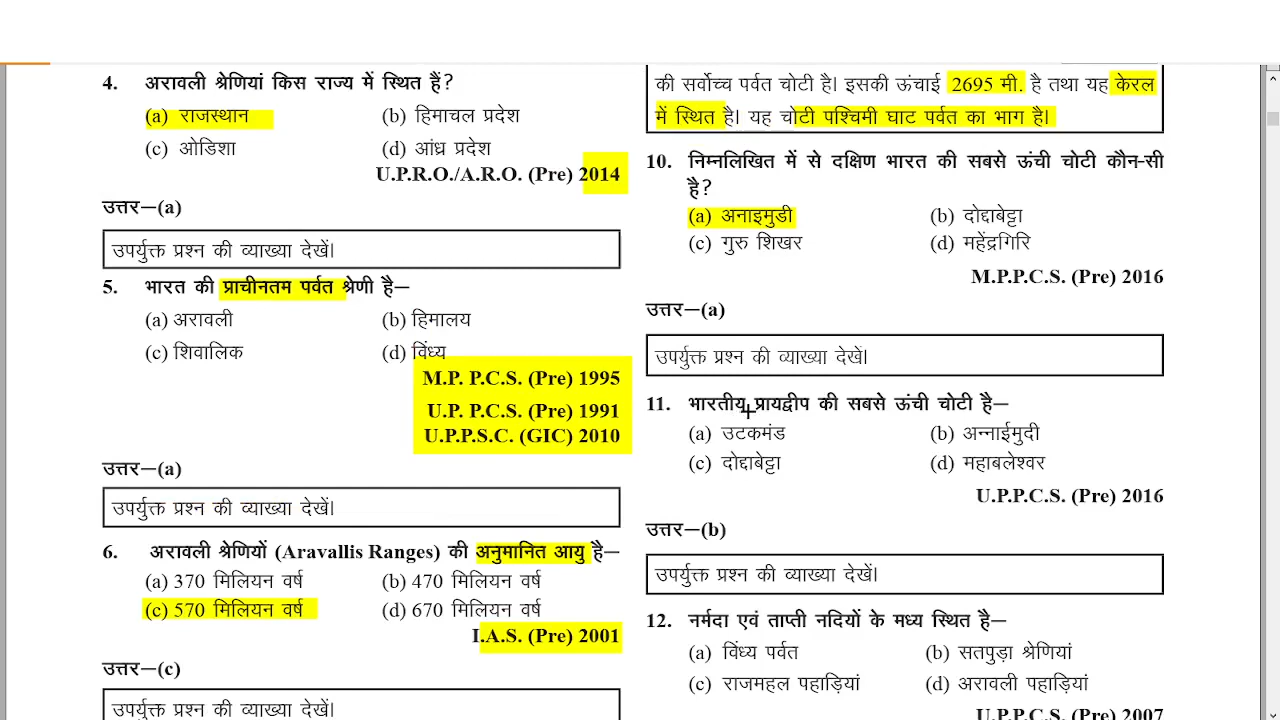 4. अरावली श्रेणियां किस राज्य में स्थित हैं?
(a) राजस्थान (b) हिमाचल प्रदेश
(c) ओडिशा (d) आंध्र प्रदेश
U.P.R.O./A.R.O. (Pre) 2014
उत्तर–(a)
उपर्युक्त प्रश्न की व्याख्या देखें।
5. भारत की प्राचीनतम पर्वत श्रेणी है–
(a) अरावली (b) हिमालय
(c) शिवालिक (d) विंध्य
M.P. P.C.S. (Pre) 1995
U.P. P.C.S. (Pre) 1991
U.P.P.S.C. (GIC) 2010
उत्तर–(a)
उपर्युक्त प्रश्न की व्याख्या देखें।
6. अरावली श्रेणियों (Aravallis Ranges) की अनुमानित आयु है–
(a) 370 मिलियन वर्ष (b) 470 मिलियन वर्ष
(c) 570 मिलियन वर्ष (d) 670 मिलियन वर्ष
I.A.S. (Pre) 2001
उत्तर–(c)
उपर्युक्त प्रश्न की व्याख्या देखें।
की सर्वोच्च पर्वत चोटी है। इसकी ऊंचाई 2695 मी. है तथा यह केरल
में स्थित है। यह चोटी पश्चिमी घाट पर्वत का भाग है।
10. निम्नलिखित में से दक्षिण भारत की सबसे ऊंची चोटी कौन-सी
है?
(a) अनाइमुडी (b) दोद्दाबेट्टा
(c) गुरु शिखर (d) महेंद्रगिरि
M.P.P.C.S. (Pre) 2016
उत्तर–(a)
उपर्युक्त प्रश्न की व्याख्या देखें।
11. भारतीय प्रायद्वीप की सबसे ऊंची चोटी है–
(a) उटकमंड (b) अन्नाईमुदी
(c) दोद्दाबेट्टा (d) महाबलेश्वर
U.P.P.C.S. (Pre) 2016
उत्तर–(b)
उपर्युक्त प्रश्न की व्याख्या देखें।
12. नर्मदा एवं ताप्ती नदियों के मध्य स्थित है–
(a) विंध्य पर्वत (b) सतपुड़ा श्रेणियां
(c) राजमहल पहाड़ियां (d) अरावली पहाड़ियां
U.P.P.C.S. (Pre) 2007